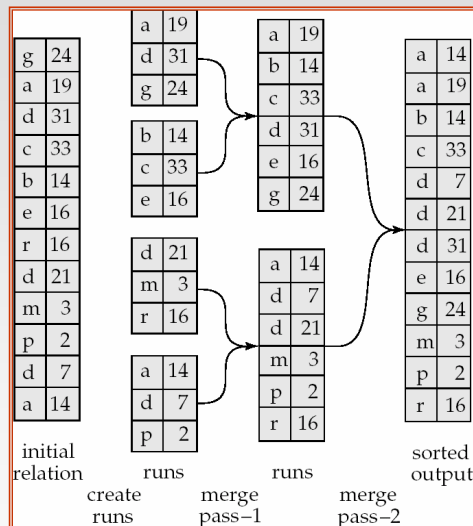 g 24
a 19
d 31
c 33
b 14
e 16
r 16
d 21
m 3
p 2
d 7
a 14
initial
relation
a 19
d 31
g 24
b 14
c 33
e 16
d 21
m 3
r 16
a 14
d 7
p 2
runs
a 19
b 14
c 33
d 31
e 16
g 24
a 14
d 7
d 21
m 3
p 2
r 16
runs
a 14
a 19
b 14
c 33
d 7
d 21
d 31
e 16
g 24
m 3
p 2
r 16
sorted
output
create
runs
merge
pass–1
merge
pass–2